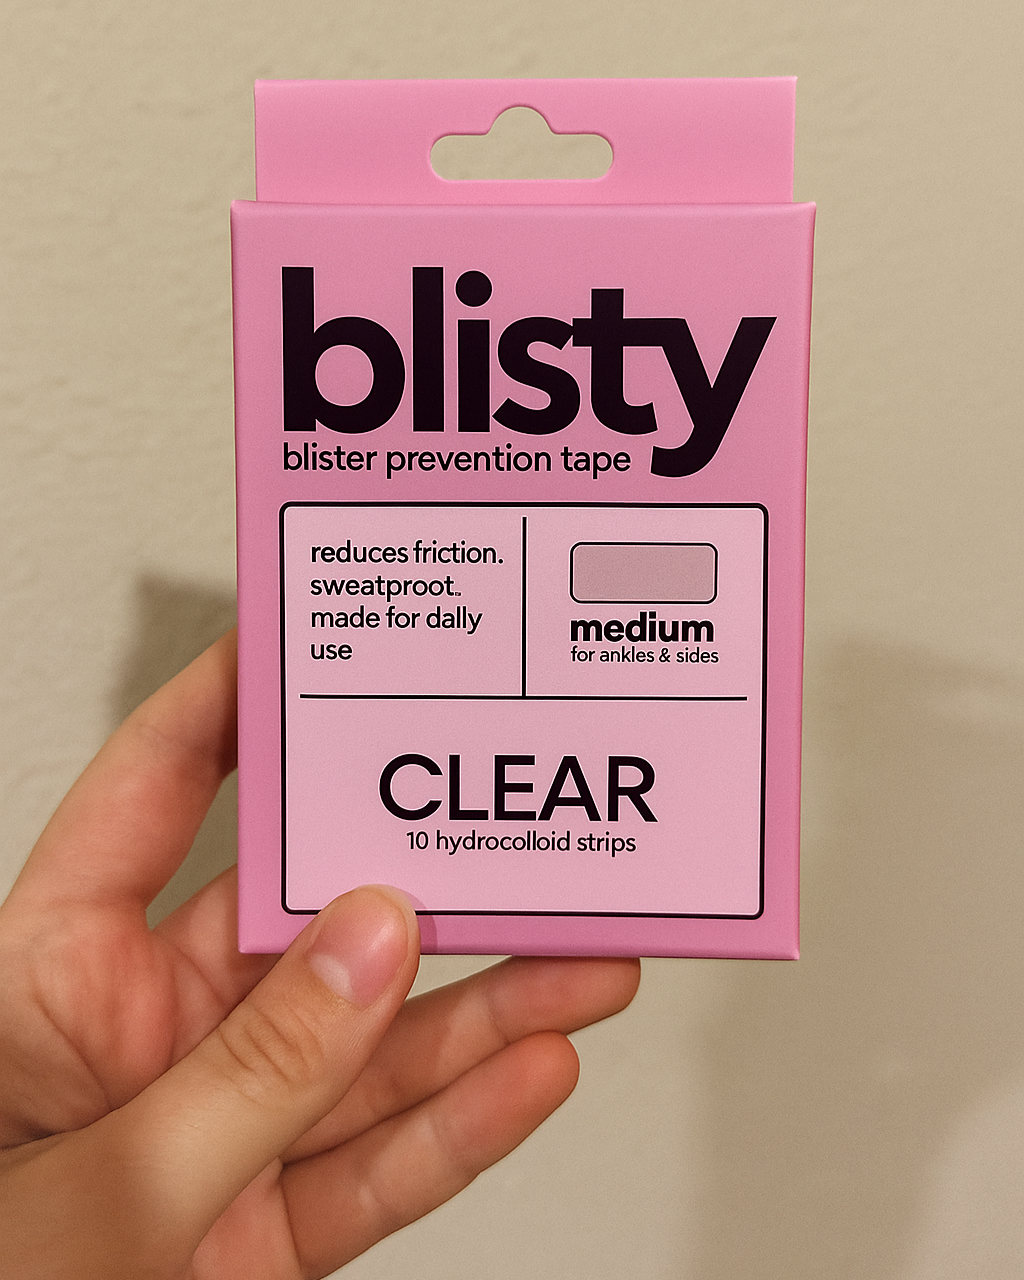 blisty
blister prevention tape
reduces friction.
sweatproot.
made for dally
use
medium
for ankles & sides
CLEAR
10 hydrocolloid strips